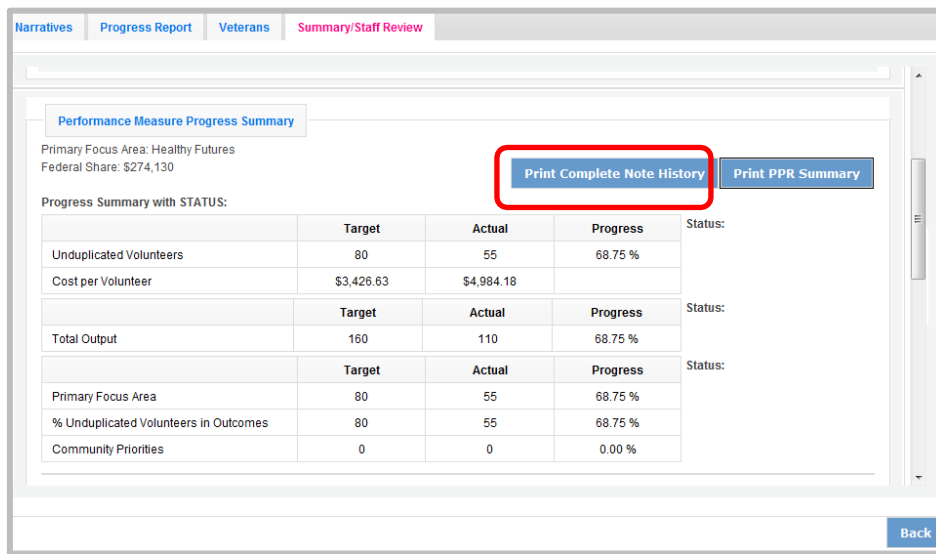 Narratives Progress Report Veterans Summary/Staff Review
Performance Measure Progress Summary
Primary Focus Area: Healthy Futures
Federal Share: $274,130
Print Complete Note History Print PPR Summary
Progress Summary with STATUS:
Target Actual Progress Status:
Unduplicated Volunteers 80 55 68.75 %
Cost per Volunteer $3,426.63 $4,984.18
Target Actual Progress Status:
Total Output 160 110 68.75 %
Target Actual Progress Status:
Primary Focus Area 80 55 68.75 %
% Unduplicated Volunteers in Outcomes 80 55 68.75 %
Community Priorities 0 0 0.00 %
Back